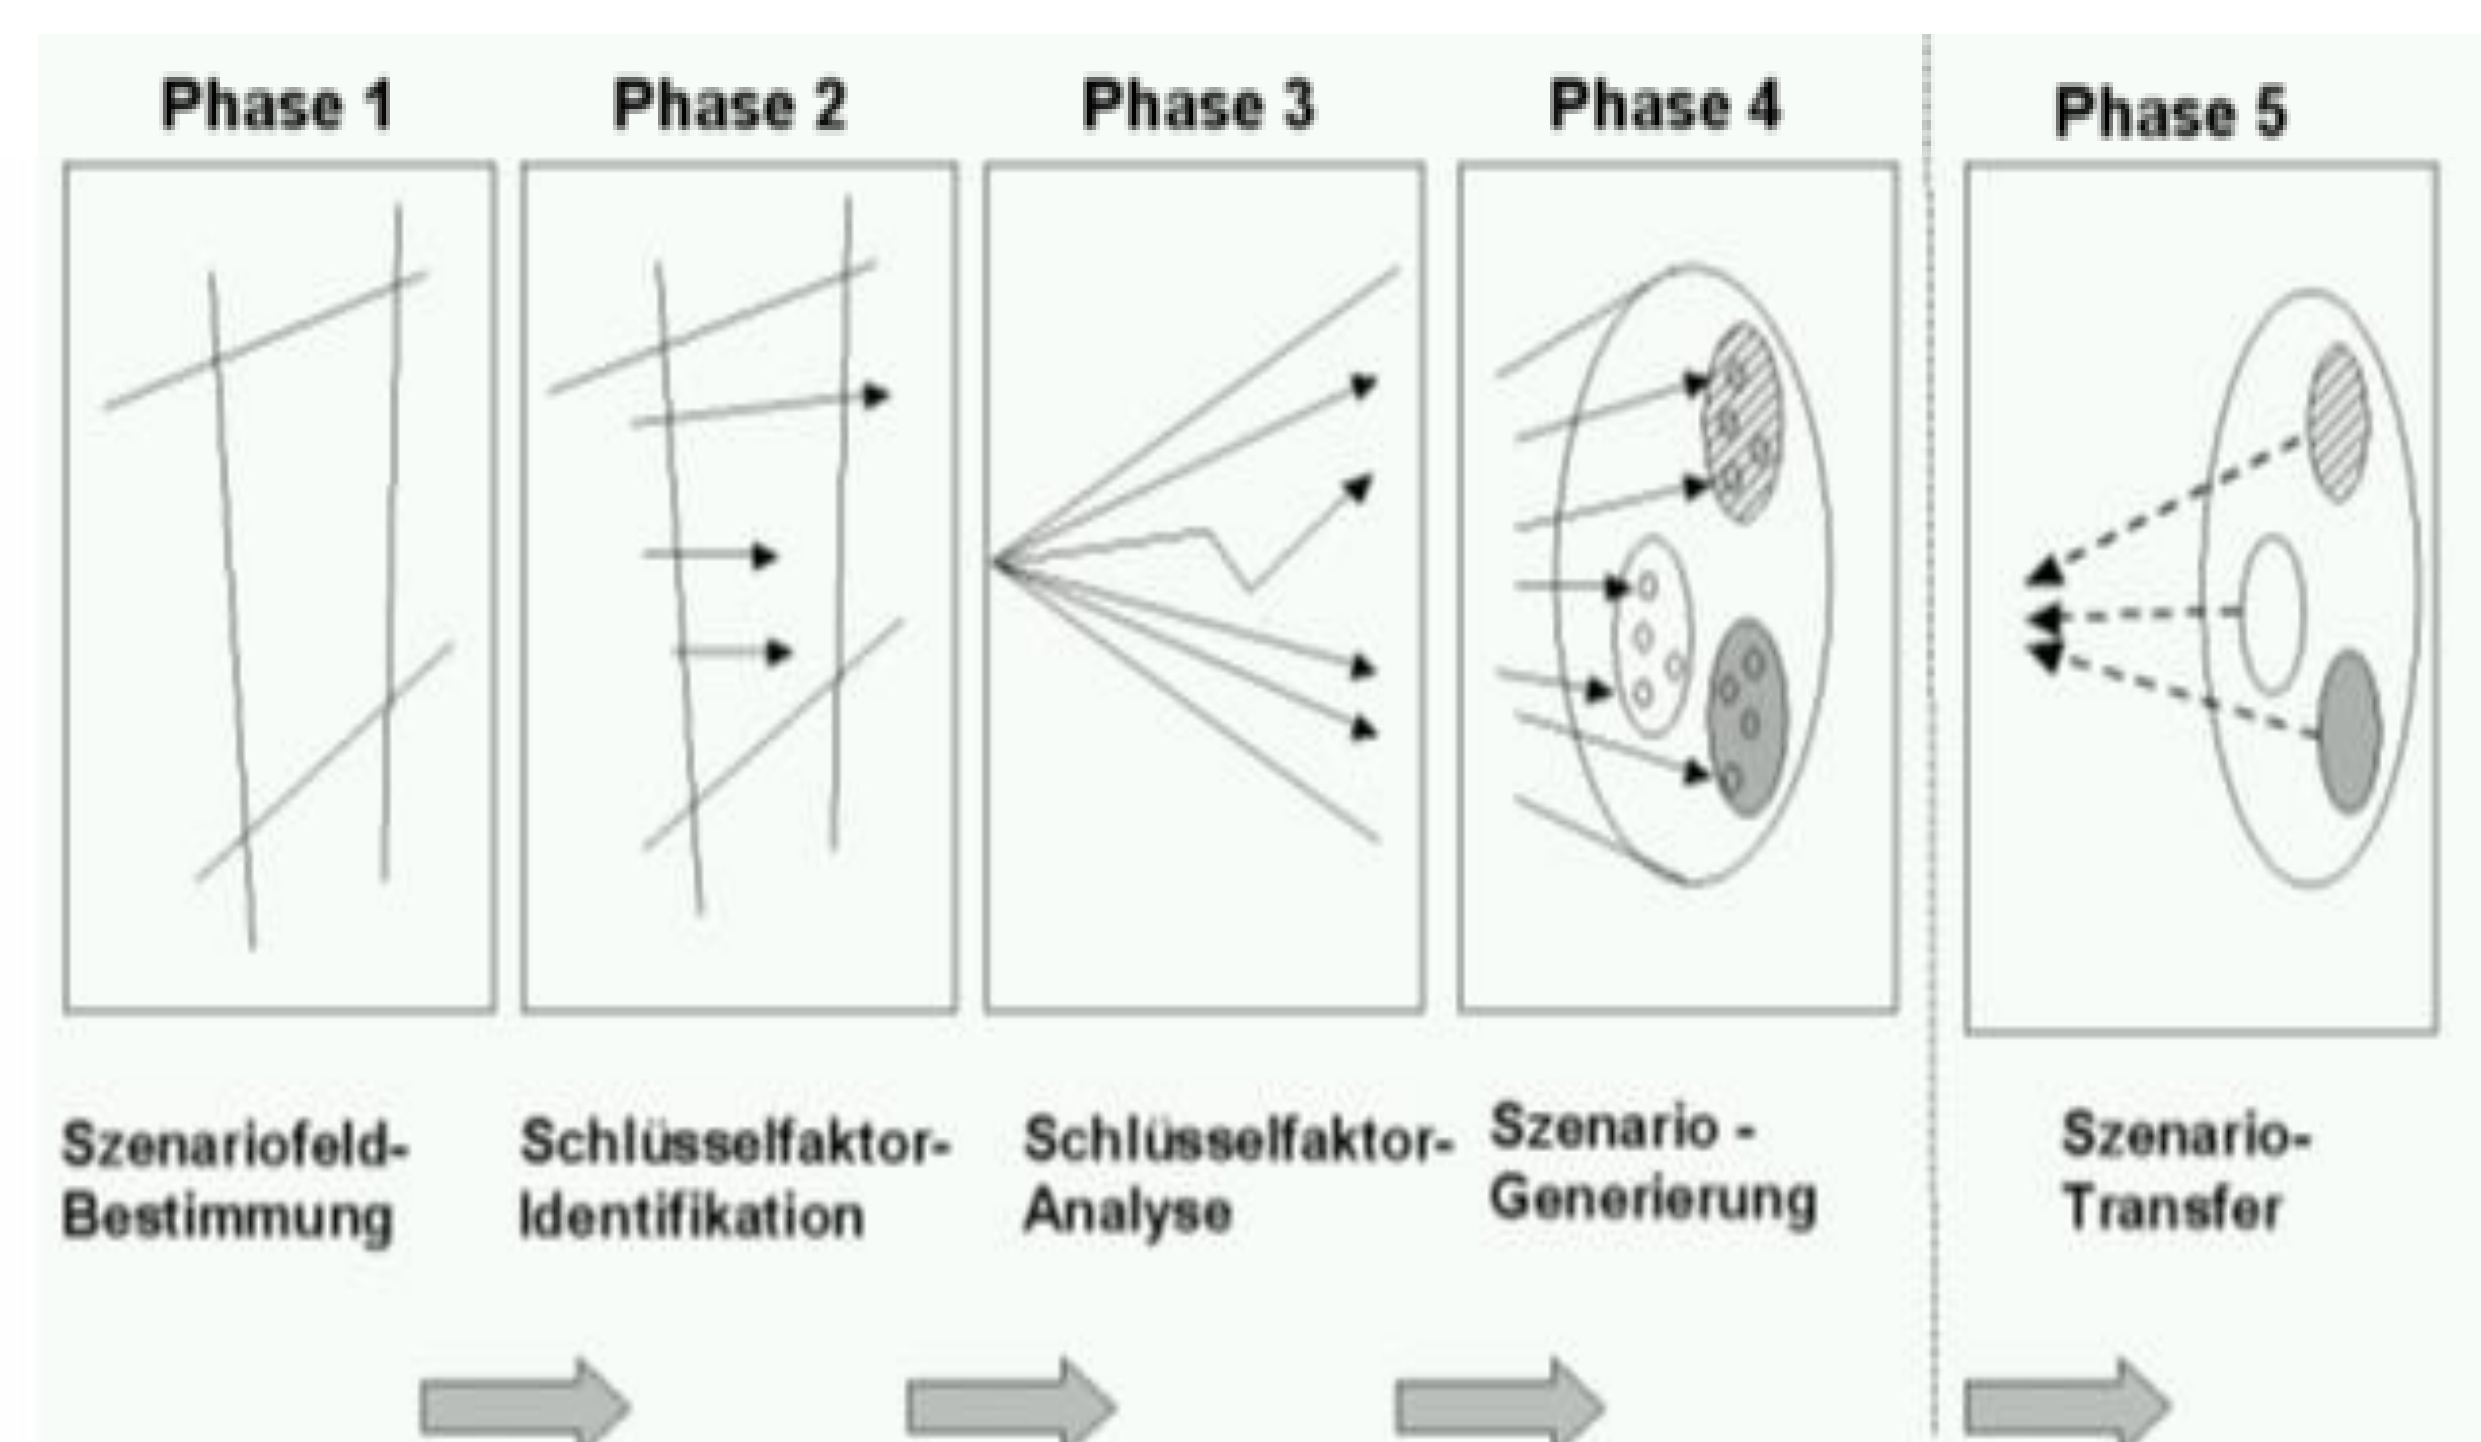 Phase 1
Phase 2
Phase 3
Phase 4
Phase 5
Szenariofeld-
Bestimmung
Schlüsselfaktor-
Identifikation
Schlüsselfaktor-
Analyse
Szenario -
Generierung
Szenario-
Transfer